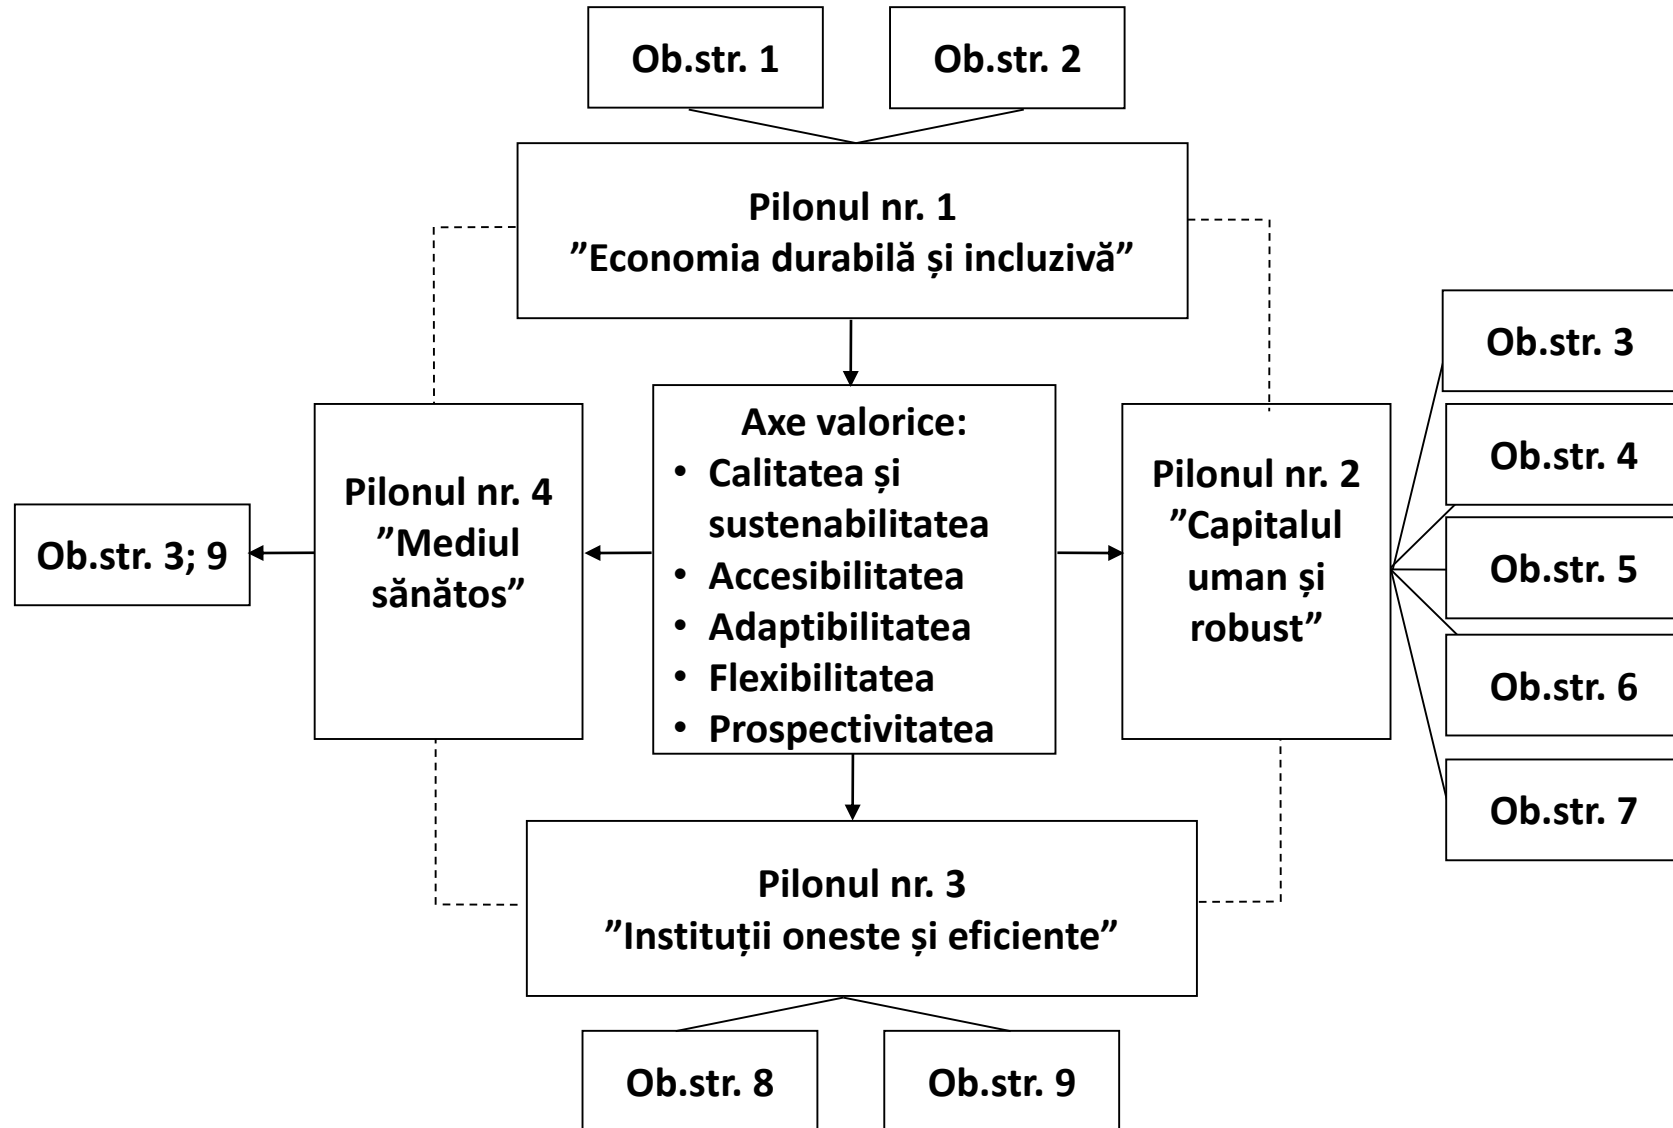 Ob.str. 1
Ob.str. 2
Pilonul nr. 1
”Economia durabilă și incluzivă”
Ob.str. 3; 9
Pilonul nr. 4
”Mediul
sănătos”
Axe valorice:
• Calitatea și
sustenabilitatea
• Accesibilitatea
• Adaptibilitatea
• Flexibilitatea
• Prospectivitatea
Pilonul nr. 2
”Capitalul
uman și
robust”
Ob.str. 3
Ob.str. 4
Ob.str. 5
Ob.str. 6
Ob.str. 7
Pilonul nr. 3
”Instituții oneste și eficiente”
Ob.str. 8
Ob.str. 9